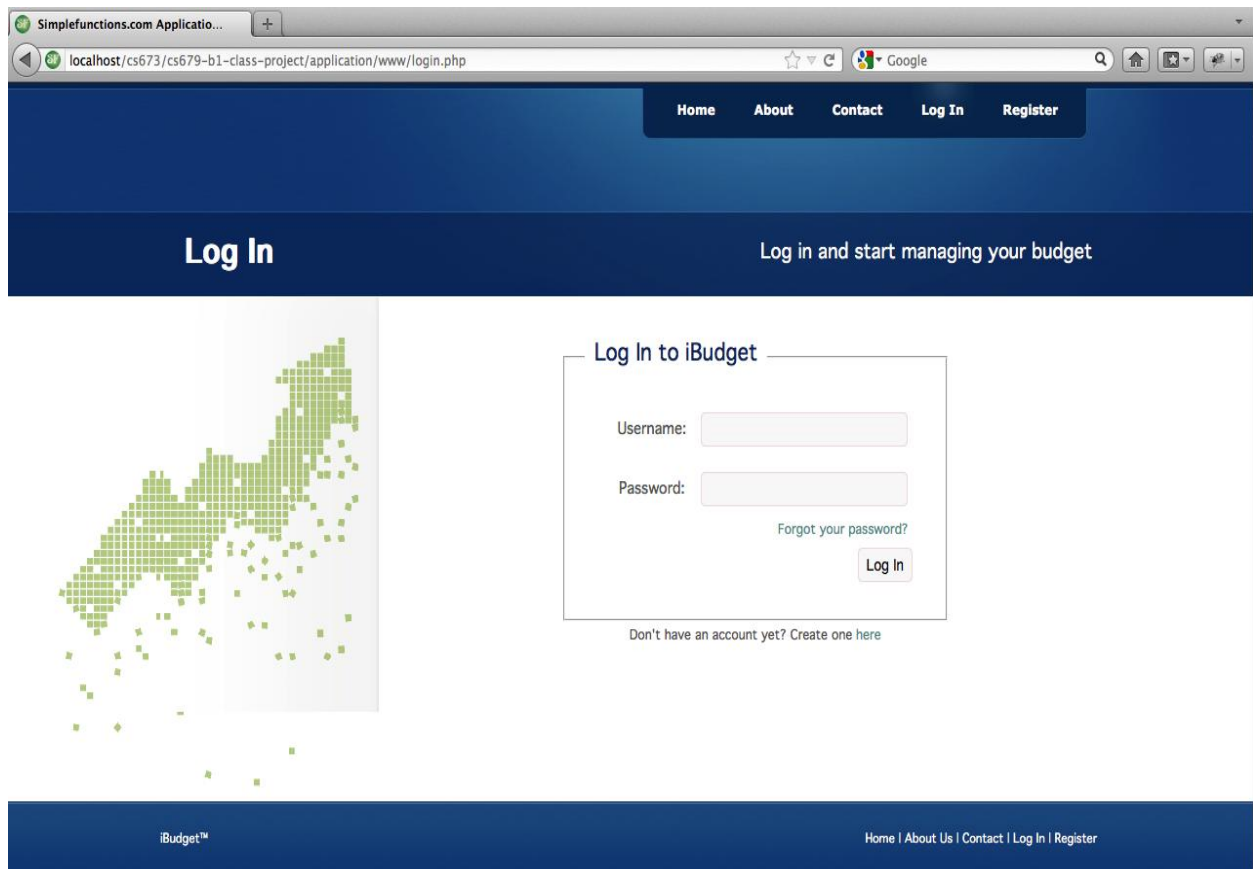 Simplefunctions.com Applicatio...
localhost/cs673/cs679-b1-class-project/application/www/login.php
Google
Home About Contact Log In Register
Log In
Log in and start managing your budget
Log In to iBudget
Username:
Password:
Forgot your password?
Log In
Don't have an account yet? Create one here
iBudget™
Home | About Us | Contact | Log In | Register